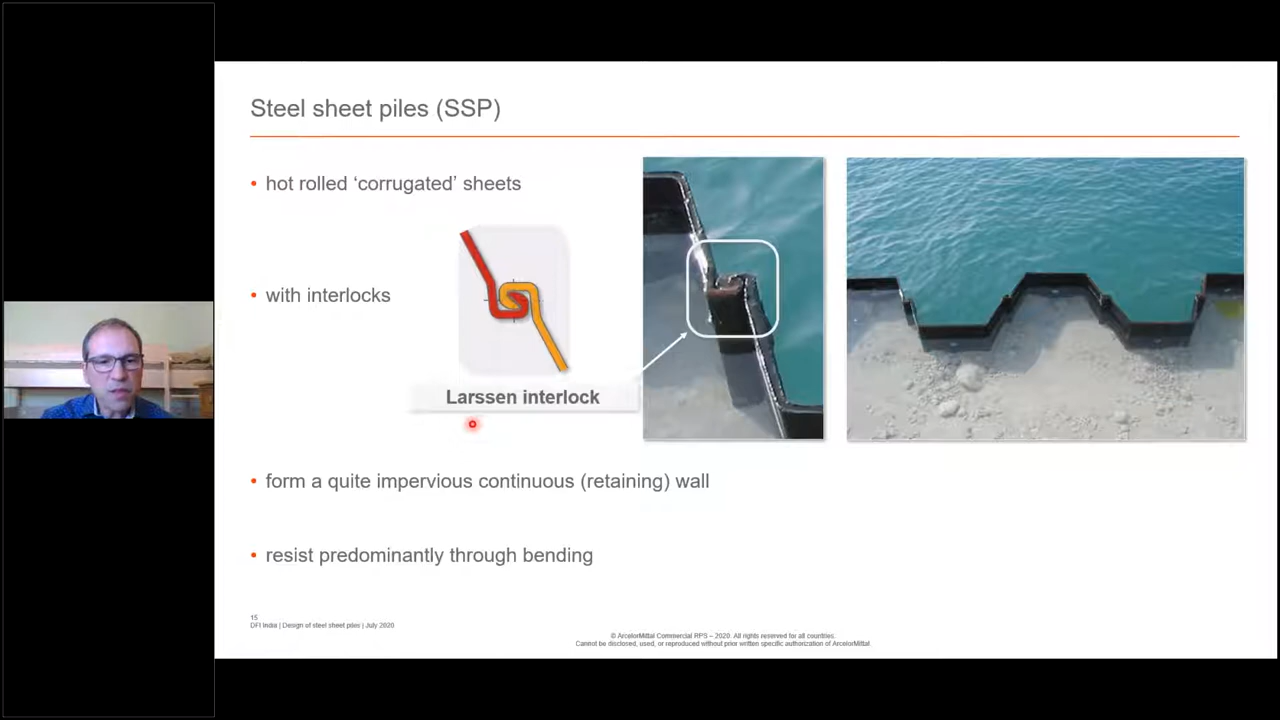 Steel sheet piles (SSP)
• hot rolled ‘corrugated’ sheets
• with interlocks
Larssen interlock
• form a quite impervious continuous (retaining) wall
• resist predominantly through bending
15
DFI India | Design of steel sheet piles | July 2020
© ArcelorMittal Commercial RPS – 2020. All rights reserved for all countries.
Cannot be disclosed, used, or reproduced without prior written specific authorization of ArcelorMittal